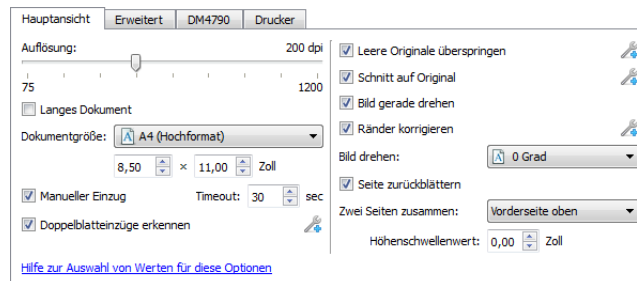 Hauptansicht Erweitert DM4790 Drucker
Auflösung: 200 dpi
75 1200
Langes Dokument
Dokumentgröße: A4 (Hochformat)
8,50 × 11,00 Zoll
Manueller Einzug Timeout: 30 sec
Doppelblatteinzüge erkennen
Hilfe zur Auswahl von Werten für diese Optionen
Leere Originale überspringen
Schnitt auf Original
Bild gerade drehen
Ränder korrigieren
Bild drehen: 0 Grad
Seite zurückblättern
Zwei Seiten zusammen: Vorderseite oben
Höhenschwellenwert: 0,00 Zoll